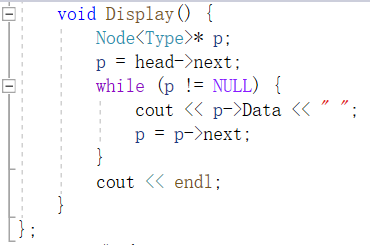 void Display() {
Node<Type>* p;
p = head->next;
while (p != NULL) {
cout << p->Data << " ";
p = p->next;
}
cout << endl;
}
};